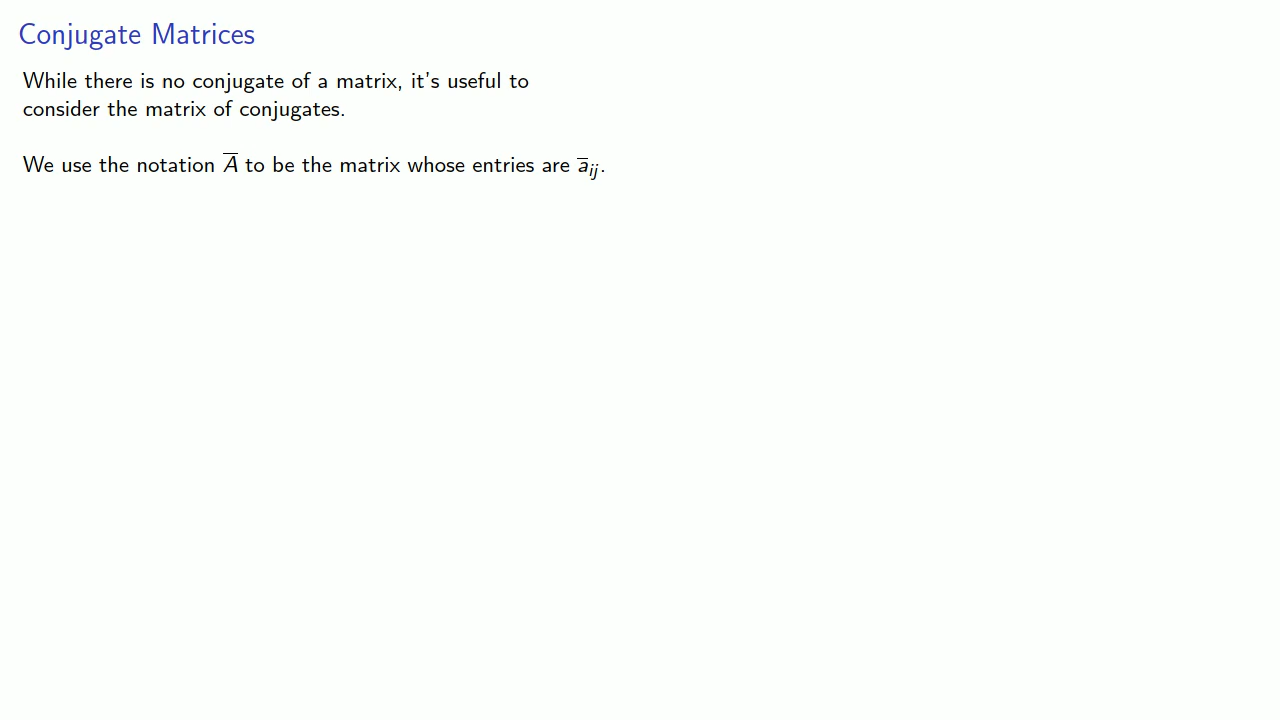 Conjugate Matrices
While there is no conjugate of a matrix, it's useful to
consider the matrix of conjugates.
We use the notation A̅ to be the matrix whose entries are a̅ᵢⱼ.